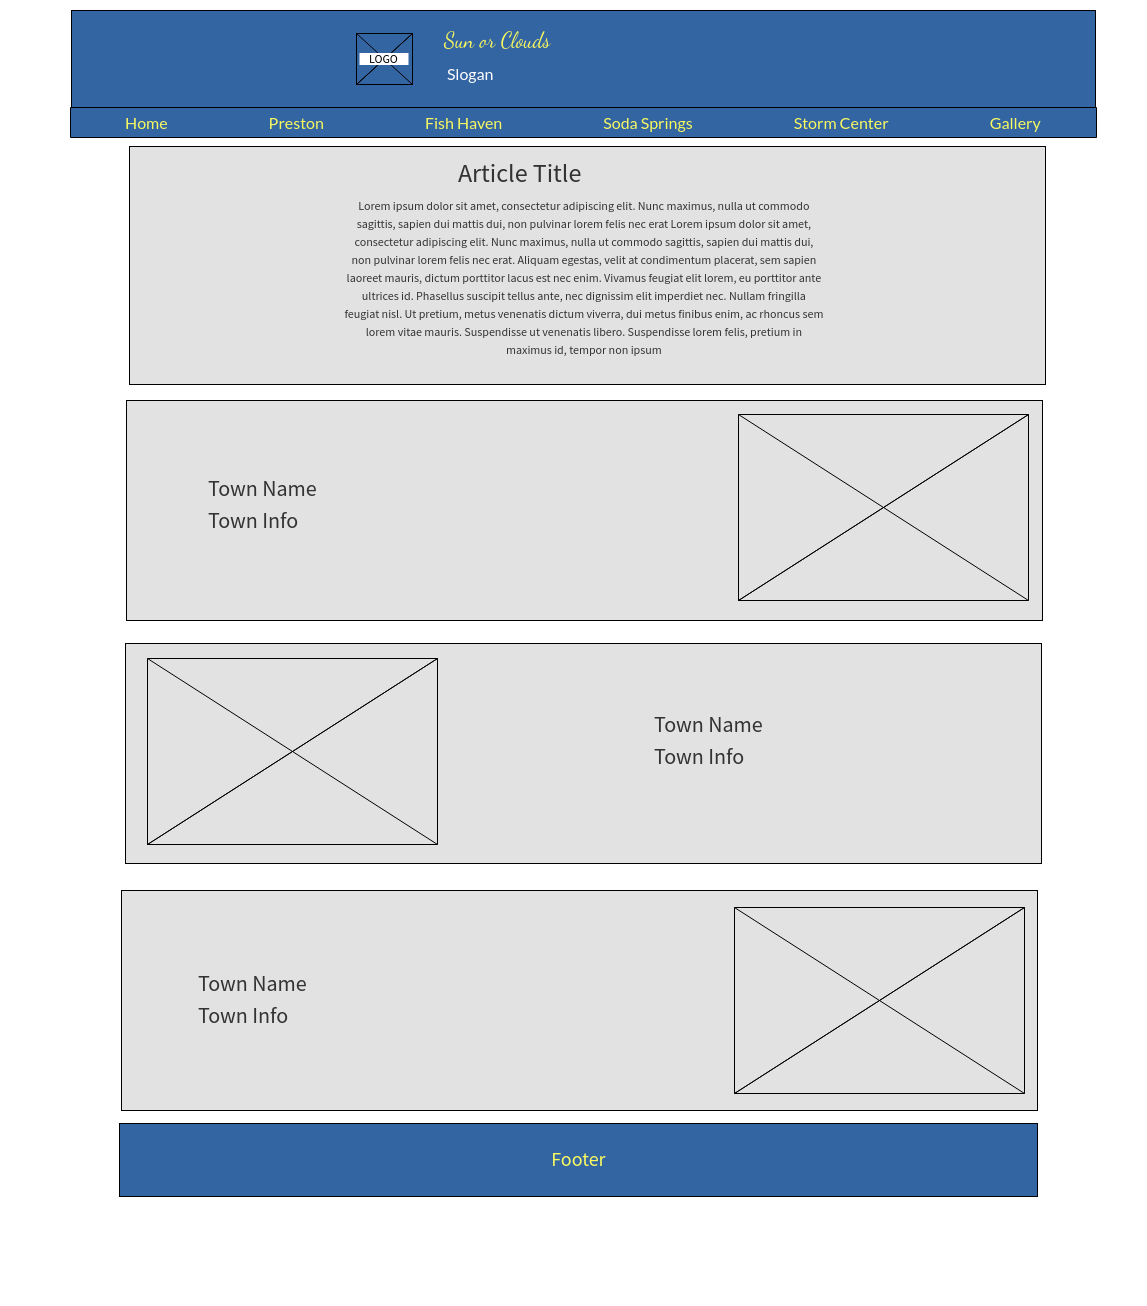 LOGO
Sun or Clouds
Slogan
Home Preston Fish Haven Soda Springs Storm Center Gallery
Article Title
Lorem ipsum dolor sit amet, consectetur adipiscing elit. Nunc maximus, nulla ut commodo
sagittis, sapien dui mattis dui, non pulvinar lorem felis nec erat Lorem ipsum dolor sit amet,
consectetur adipiscing elit. Nunc maximus, nulla ut commodo sagittis, sapien dui mattis dui,
non pulvinar lorem felis nec erat. Aliquam egestas, velit at condimentum placerat, sem sapien
laoreet mauris, dictum porttitor lacus est nec enim. Vivamus feugiat elit lorem, eu porttitor ante
ultrices id. Phasellus suscipit tellus ante, nec dignissim elit imperdiet nec. Nullam fringilla
feugiat nisl. Ut pretium, metus venenatis dictum viverra, dui metus finibus enim, ac rhoncus sem
lorem vitae mauris. Suspendisse ut venenatis libero. Suspendisse lorem felis, pretium in
maximus id, tempor non ipsum
Town Name
Town Info
Town Name
Town Info
Town Name
Town Info
Footer